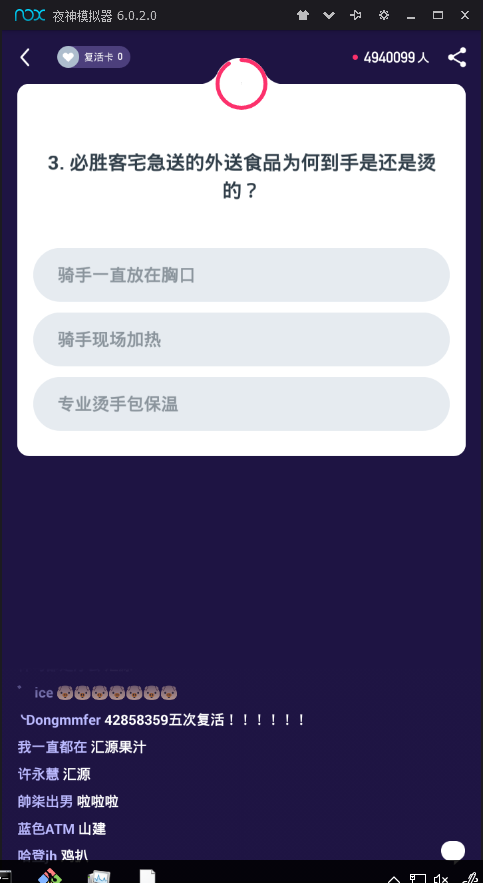 nox 夜神模拟器 6.0.2.0
复活卡 0
4940099 人
3. 必胜客宅急送的外送食品为何到手是还是烫
的？
骑手一直放在胸口
骑手现场加热
专业烫手包保温
ice
Dongmmfer 42858359五次复活！！！！！！
我一直都在 汇源果汁
许永慧 汇源
帥柒出男 啦啦啦
蓝色ATM 山建
哈登jh 鸡扒